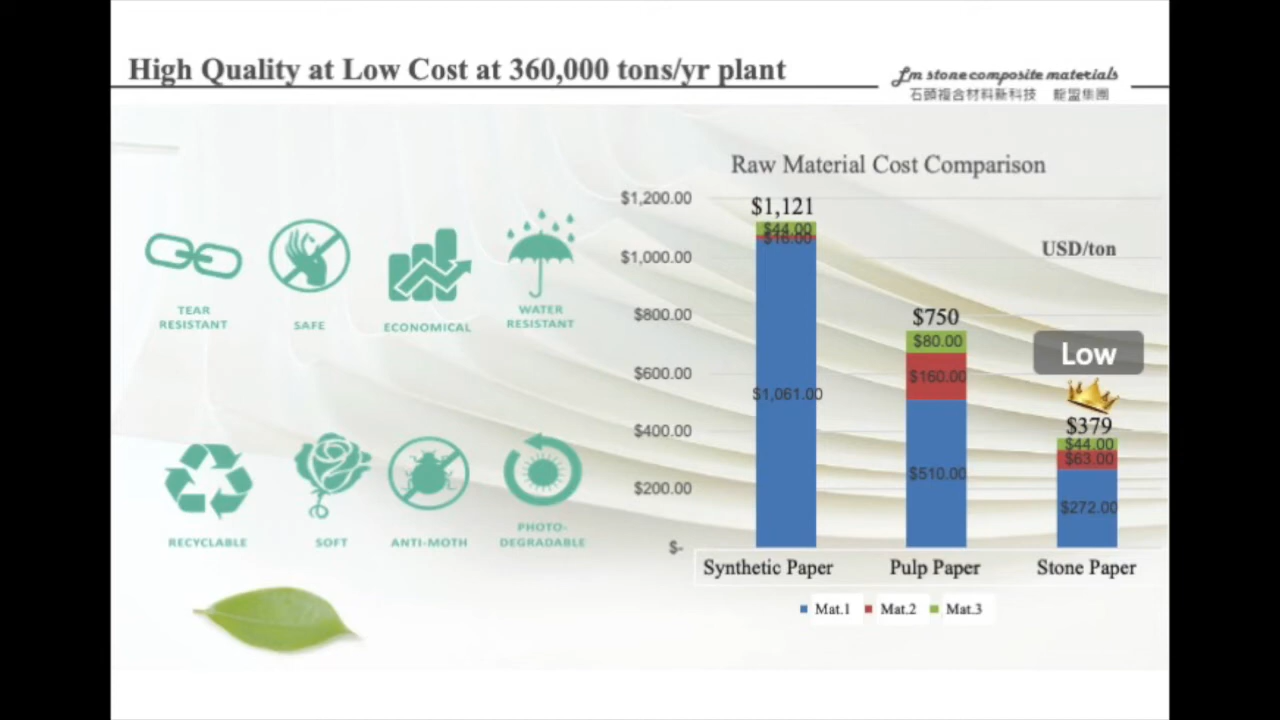 High Quality at Low Cost at 360,000 tons/yr plant
Lm stone composite materials
石頭複合材料新科技 龍盟集團
TEAR
RESISTANT
SAFE
ECONOMICAL
WATER
RESISTANT
RECYCLABLE
SOFT
ANTI-MOTH
PHOTO-
DEGRADABLE
Raw Material Cost Comparison
USD/ton
$1,200.00
$1,000.00
$800.00
$600.00
$400.00
$200.00
$-
$1,121
$44.00
$16.00
$1,061.00
$750
$80.00
$160.00
$510.00
Low
$379
$44.00
$63.00
$272.00
Synthetic Paper
Pulp Paper
Stone Paper
Mat.1 Mat.2 Mat.3